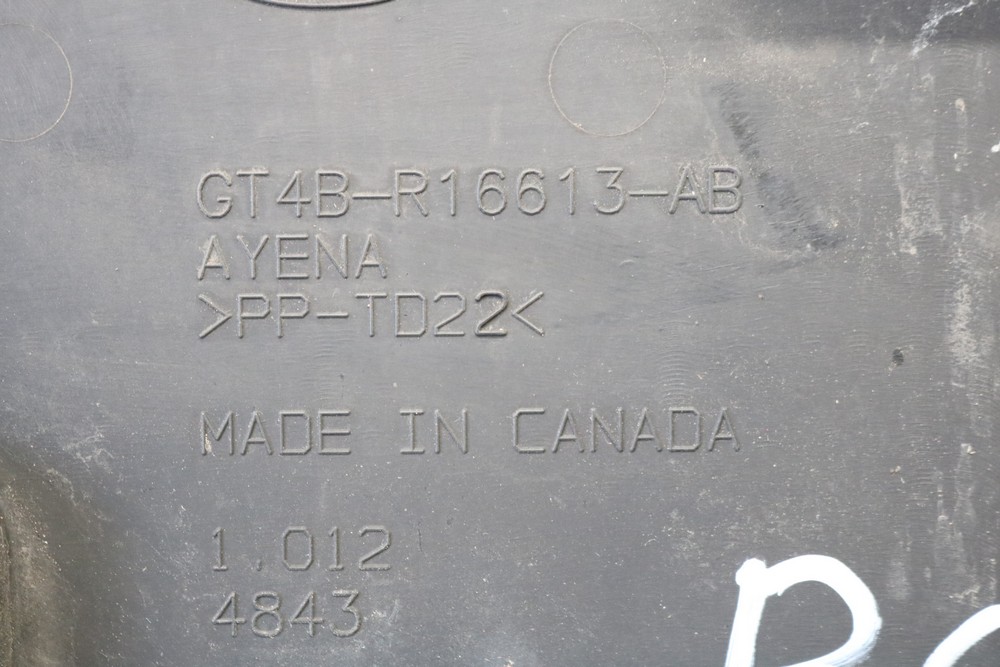 GT4B-R16613-AB
AYENA
>PP-TD22<
MADE IN CANADA
1.012
4843